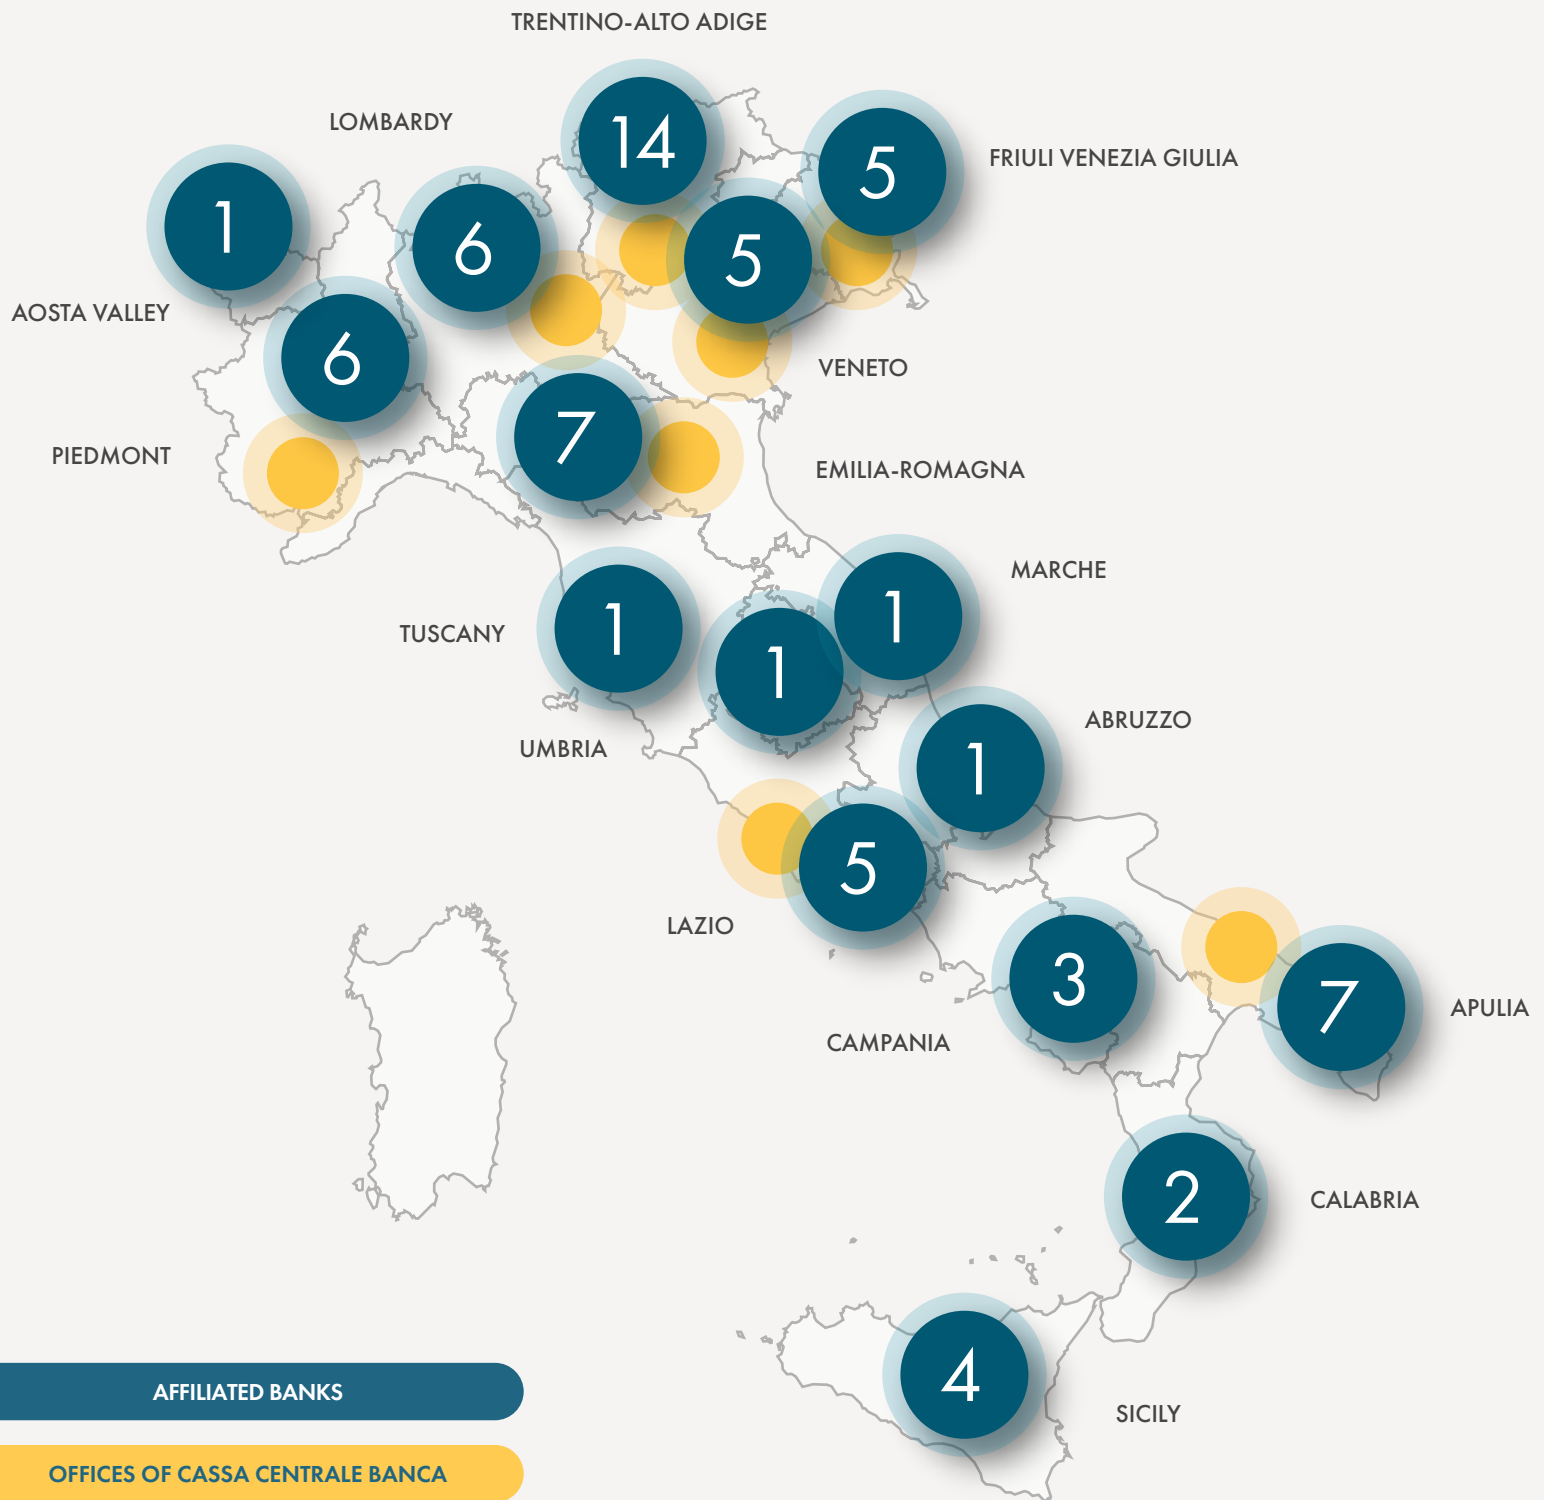 TRENTINO-ALTO ADIGE
LOMBARDY
14
FRIULI VENEZIA GIULIA
5
1
6
5
AOSTA VALLEY
6
VENETO
7
PIEDMONT
EMILIA-ROMAGNA
MARCHE
1
TUSCANY
1
1
ABRUZZO
UMBRIA
1
5
LAZIO
3
7
APULIA
CAMPANIA
2
CALABRIA
4
SICILY
AFFILIATED BANKS
OFFICES OF CASSA CENTRALE BANCA